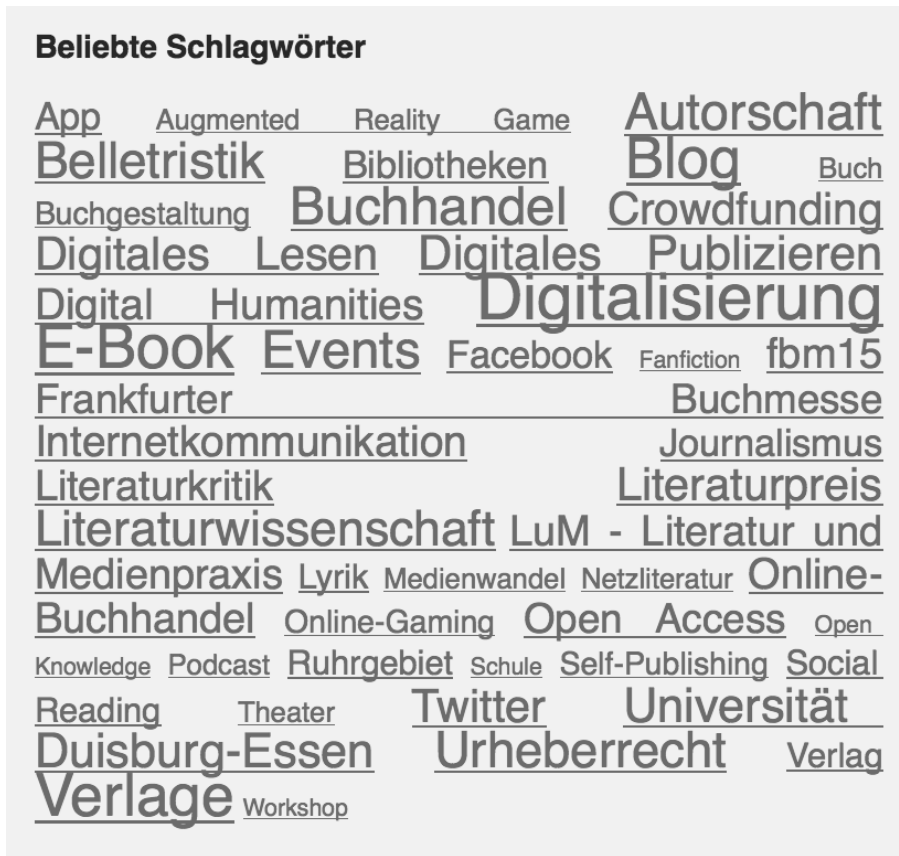 Beliebte Schlagwörter
App Augmented Reality Game Autorschaft
Belletristik Bibliotheken Blog Buch
Buchgestaltung Buchhandel Crowdfunding
Digitales Lesen Digitales Publizieren
Digital Humanities Digitalisierung
E-Book Events Facebook Fanfiction fbm15
Frankfurter Buchmesse
Internetkommunikation Journalismus
Literaturkritik Literaturpreis
Literaturwissenschaft LuM - Literatur und
Medienpraxis Lyrik Medienwandel Netzliteratur Online-
Buchhandel Online-Gaming Open Access Open
Knowledge Podcast Ruhrgebiet Schule Self-Publishing Social
Reading Theater Twitter Universität
Duisburg-Essen Urheberrecht Verlag
Verlage Workshop